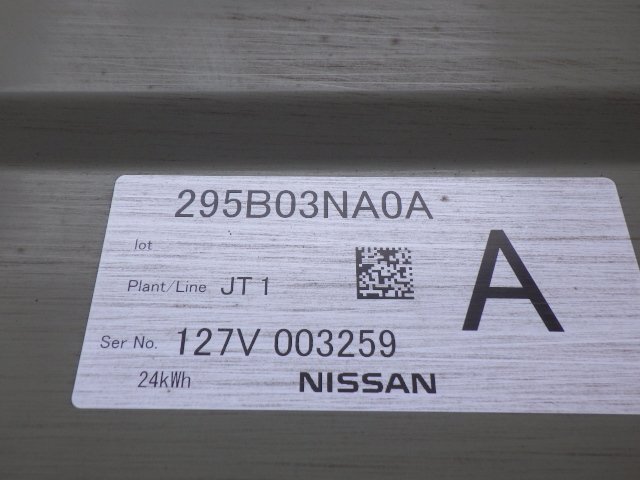 295B03NA0A
lot
Plant/Line JT 1
A
Ser No. 127V 003259
24kWh NISSAN